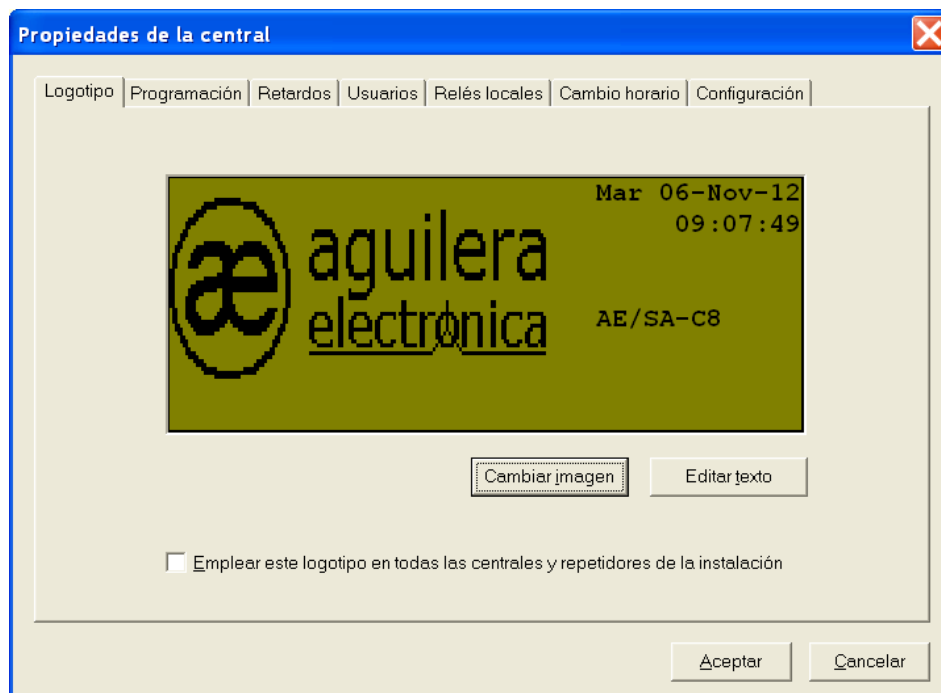 Propiedades de la central
Logotipo Programación Retardos Usuarios Relés locales Cambio horario Configuración
Mar 06-Nov-12
09:07:49
æ aguilera
electrónica
AE/SA-C8
Cambiar imagen Editar texto
Emplear este logotipo en todas las centrales y repetidores de la instalación
Aceptar Cancelar